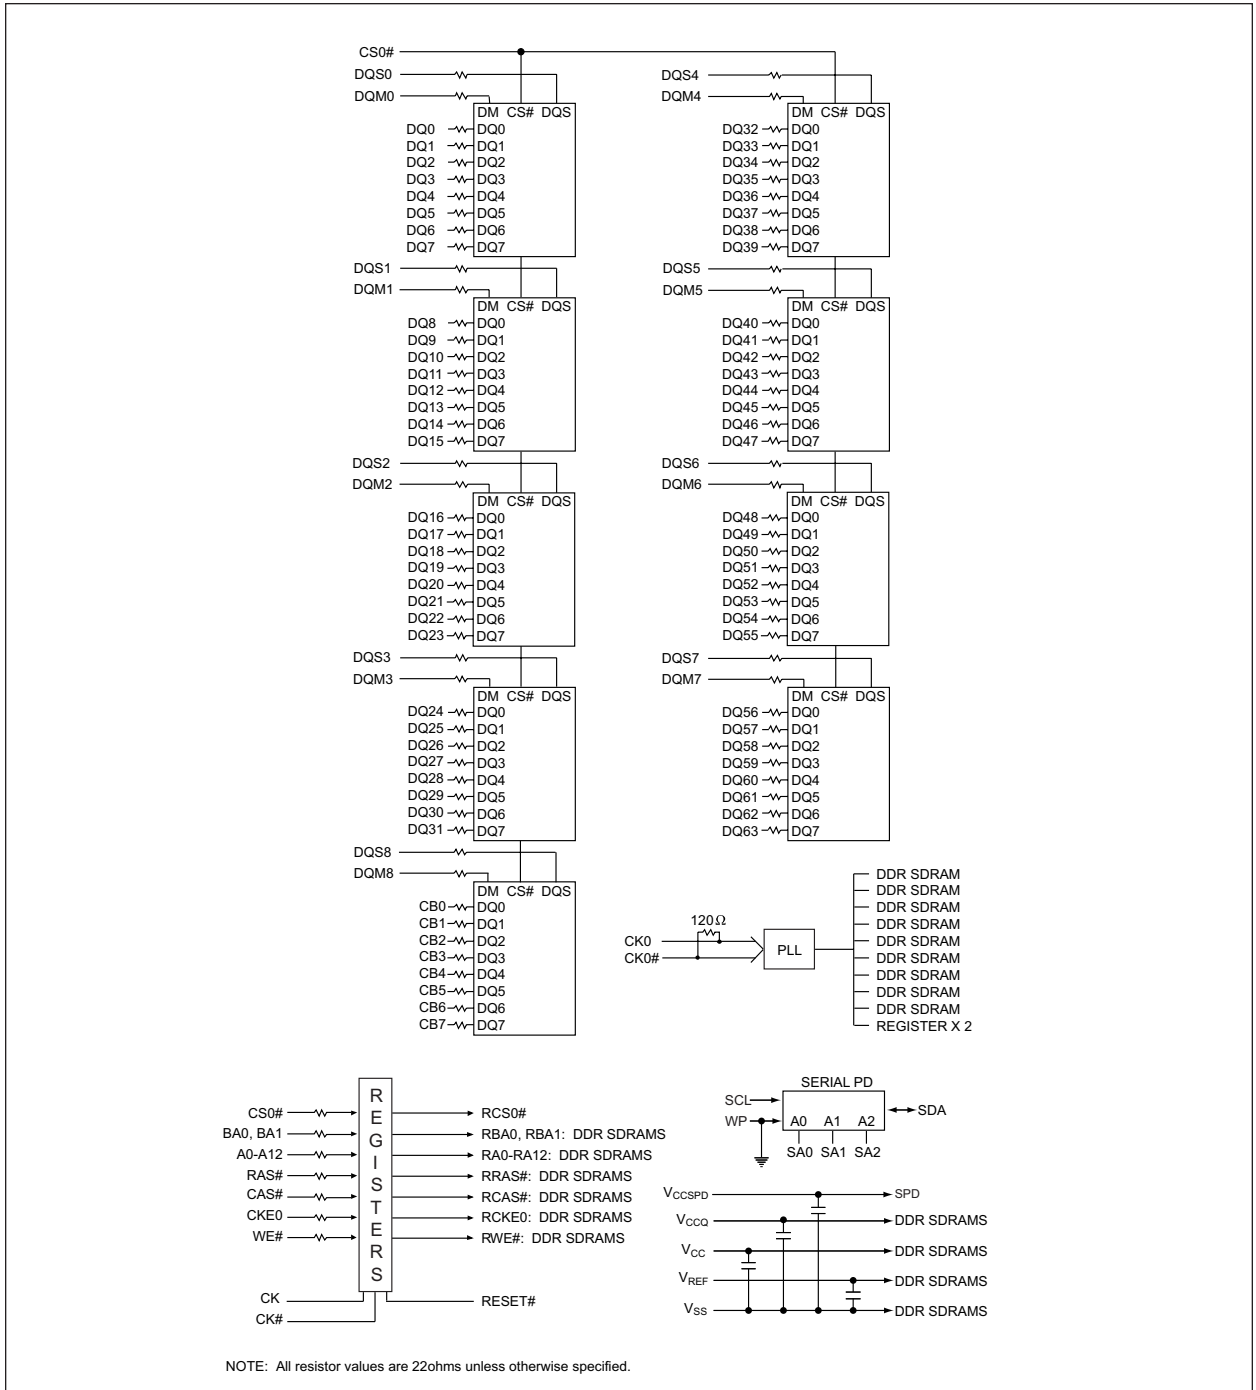 CS0#
DQS0
DQM0
DM CS# DQS
DQ0 DQ0
DQ1 DQ1
DQ2 DQ2
DQ3 DQ3
DQ4 DQ4
DQ5 DQ5
DQ6 DQ6
DQ7 DQ7
DQS1
DQM1
DM CS# DQS
DQ8 DQ0
DQ9 DQ1
DQ10 DQ2
DQ11 DQ3
DQ12 DQ4
DQ13 DQ5
DQ14 DQ6
DQ15 DQ7
DQS2
DQM2
DM CS# DQS
DQ16 DQ0
DQ17 DQ1
DQ18 DQ2
DQ19 DQ3
DQ20 DQ4
DQ21 DQ5
DQ22 DQ6
DQ23 DQ7
DQS3
DQM3
DM CS# DQS
DQ24 DQ0
DQ25 DQ1
DQ26 DQ2
DQ27 DQ3
DQ28 DQ4
DQ29 DQ5
DQ30 DQ6
DQ31 DQ7
DQS8
DQM8
DM CS# DQS
CB0 DQ0
CB1 DQ1
CB2 DQ2
CB3 DQ3
CB4 DQ4
CB5 DQ5
CB6 DQ6
CB7 DQ7
DQS4
DQM4
DM CS# DQS
DQ32 DQ0
DQ33 DQ1
DQ34 DQ2
DQ35 DQ3
DQ36 DQ4
DQ37 DQ5
DQ38 DQ6
DQ39 DQ7
DQS5
DQM5
DM CS# DQS
DQ40 DQ0
DQ41 DQ1
DQ42 DQ2
DQ43 DQ3
DQ44 DQ4
DQ45 DQ5
DQ46 DQ6
DQ47 DQ7
DQS6
DQM6
DM CS# DQS
DQ48 DQ0
DQ49 DQ1
DQ50 DQ2
DQ51 DQ3
DQ52 DQ4
DQ53 DQ5
DQ54 DQ6
DQ55 DQ7
DQS7
DQM7
DM CS# DQS
DQ56 DQ0
DQ57 DQ1
DQ58 DQ2
DQ59 DQ3
DQ60 DQ4
DQ61 DQ5
DQ62 DQ6
DQ63 DQ7
120Ω
CK0
CK0#
PLL
DDR SDRAM
DDR SDRAM
DDR SDRAM
DDR SDRAM
DDR SDRAM
DDR SDRAM
DDR SDRAM
DDR SDRAM
DDR SDRAM
REGISTER X 2
REGISTERS
CS0# RCS0#
BA0, BA1 RBA0, RBA1: DDR SDRAMS
A0-A12 RA0-RA12: DDR SDRAMS
RAS# RRAS#: DDR SDRAMS
CAS# RCAS#: DDR SDRAMS
CKE0 RCKE0: DDR SDRAMS
WE# RWE#: DDR SDRAMS
CK RESET#
CK#
SERIAL PD
SCL
WP A0 A1 A2 SDA
SA0 SA1 SA2
VCCSPD SPD
VCCQ DDR SDRAMS
VCC DDR SDRAMS
VREF DDR SDRAMS
VSS DDR SDRAMS
NOTE: All resistor values are 22ohms unless otherwise specified.